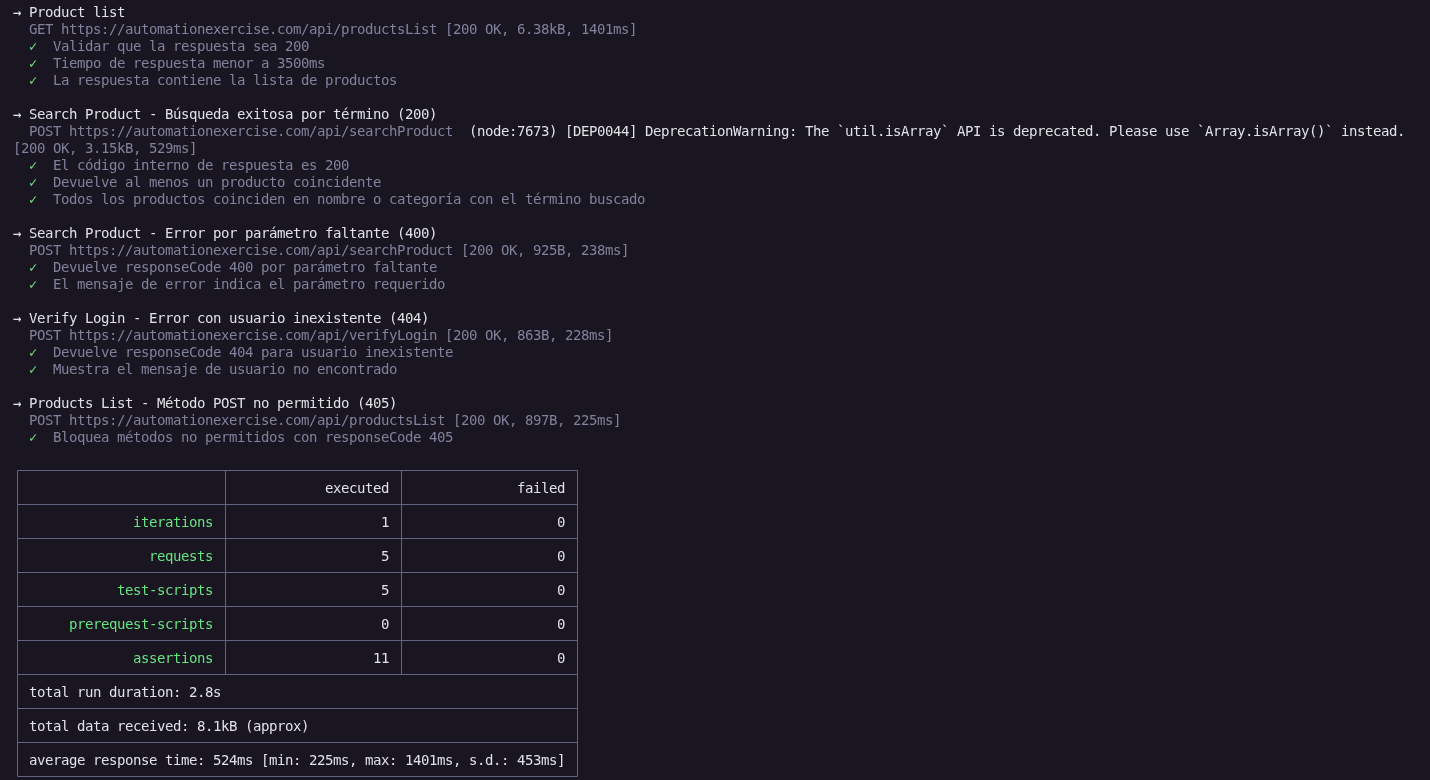 → Product list
GET https://automationexercise.com/api/productsList [200 OK, 6.38kB, 1401ms]
✓ Validar que la respuesta sea 200
✓ Tiempo de respuesta menor a 3500ms
✓ La respuesta contiene la lista de productos
→ Search Product - Búsqueda exitosa por término (200)
POST https://automationexercise.com/api/searchProduct (node:7673) [DEP0044] DeprecationWarning: The `util.isArray` API is deprecated. Please use `Array.isArray()` instead.
[200 OK, 3.15kB, 529ms]
✓ El código interno de respuesta es 200
✓ Devuelve al menos un producto coincidente
✓ Todos los productos coinciden en nombre o categoría con el término buscado
→ Search Product - Error por parámetro faltante (400)
POST https://automationexercise.com/api/searchProduct [200 OK, 925B, 238ms]
✓ Devuelve responseCode 400 por parámetro faltante
✓ El mensaje de error indica el parámetro requerido
→ Verify Login - Error con usuario inexistente (404)
POST https://automationexercise.com/api/verifyLogin [200 OK, 863B, 228ms]
✓ Devuelve responseCode 404 para usuario inexistente
✓ Muestra el mensaje de usuario no encontrado
→ Products List - Método POST no permitido (405)
POST https://automationexercise.com/api/productsList [200 OK, 897B, 225ms]
✓ Bloquea métodos no permitidos con responseCode 405
executed failed
iterations 1 0
requests 5 0
test-scripts 5 0
prerequest-scripts 0 0
assertions 11 0
total run duration: 2.8s
total data received: 8.1kB (approx)
average response time: 524ms [min: 225ms, max: 1401ms, s.d.: 453ms]